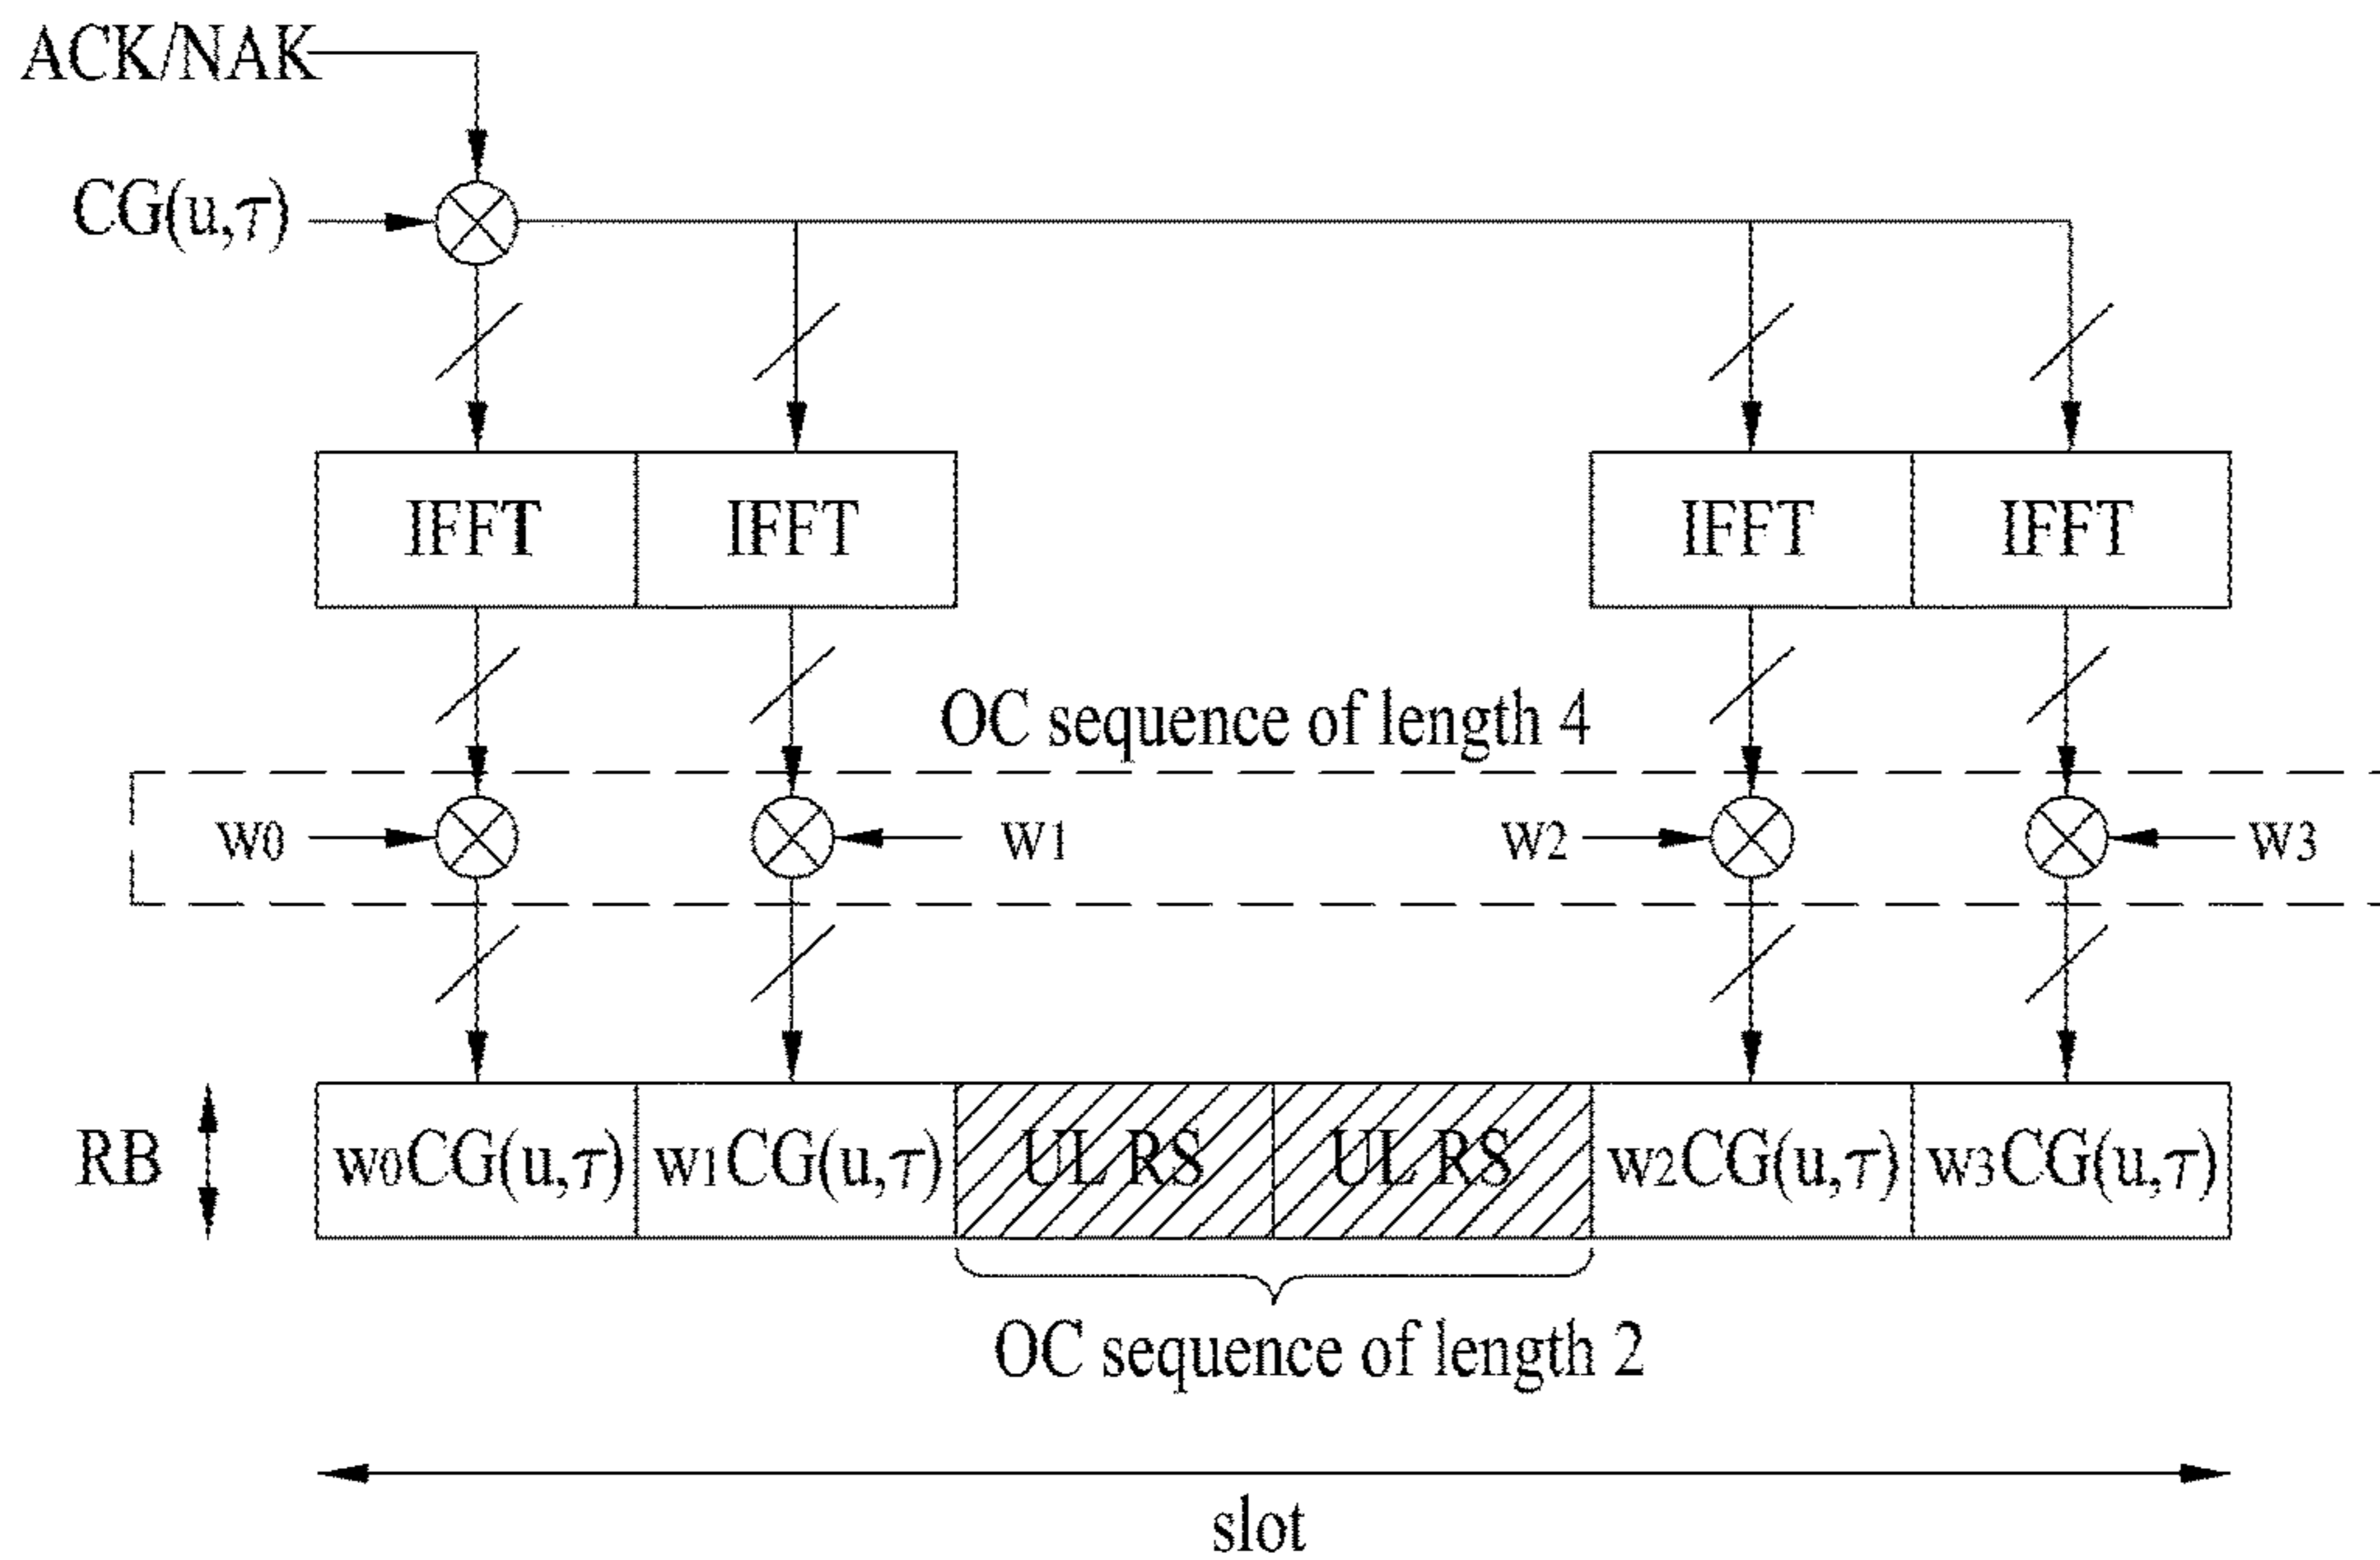 ACK/NAK
CG(u,τ)
IFFT IFFT IFFT IFFT
OC sequence of length 4
w0 w1 w2 w3
RB w0CG(u,τ) w1CG(u,τ) UL RS UL RS w2CG(u,τ) w3CG(u,τ)
OC sequence of length 2
slot